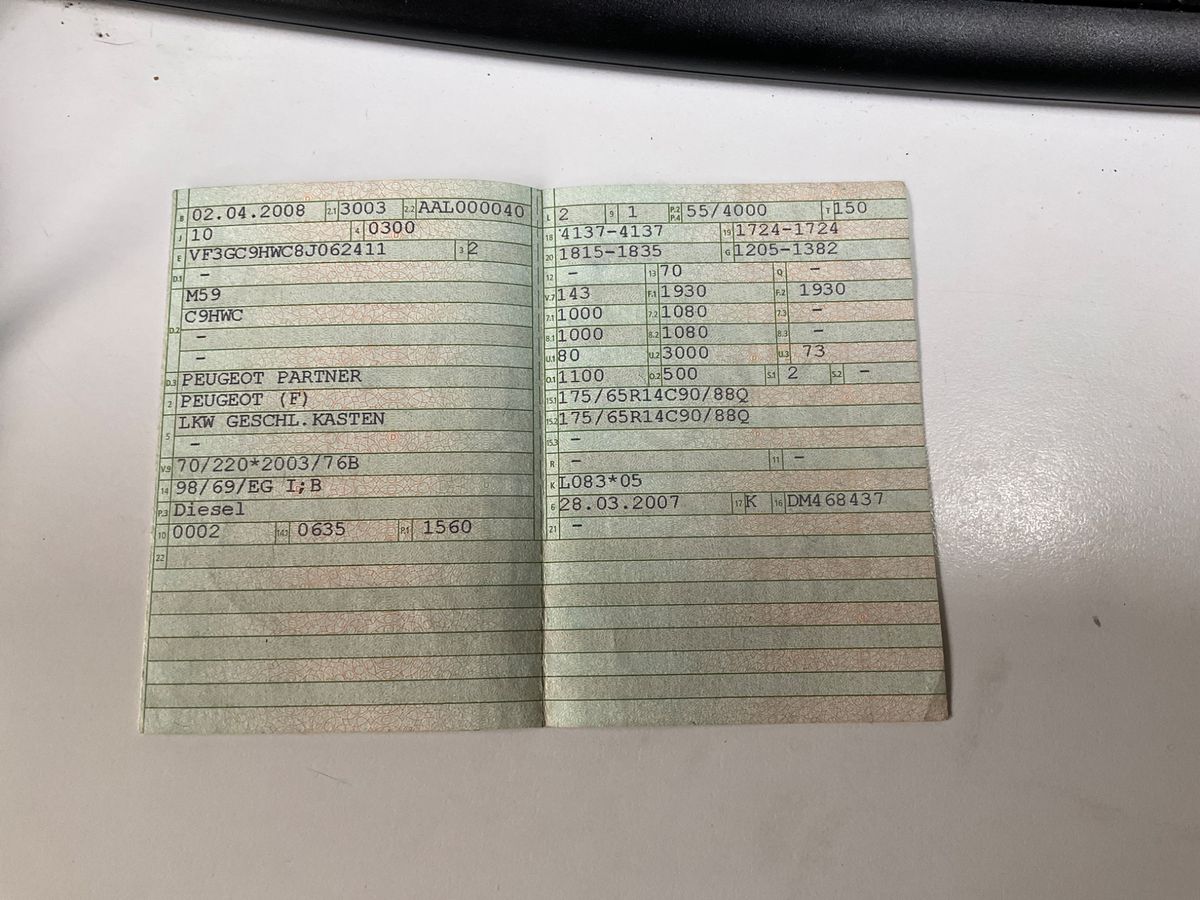 B 02.04.2008 2.1 3003 2.2 AAL000040
J 10 4 0300
E VF3GC9HWC8J062411 3 2
D.1 -
M59
D.2 C9HWC
-
-
D.3 PEUGEOT PARTNER
2 PEUGEOT (F)
5 LKW GESCHL.KASTEN
-
V.9 70/220*2003/76B
14 98/69/EG I;B
P.3 Diesel
10 0002 14.1 0635 P.1 1560
22
L 2 9 1 P.2 P.4 55/4000 T 150
18 4137-4137 19 1724-1724
20 1815-1835 G 1205-1382
12 - 13 70 Q -
V.7 143 F.1 1930 F.2 1930
7.1 1000 7.2 1080 7.3 -
8.1 1000 8.2 1080 8.3 -
U.1 80 U.2 3000 U.3 73
O.1 1100 O.2 500 S.1 2 S.2 -
15.1 175/65R14C90/88Q
15.2 175/65R14C90/88Q
15.3 -
R - 11 -
K L083*05
6 28.03.2007 17 K 16 DM468437
21 -